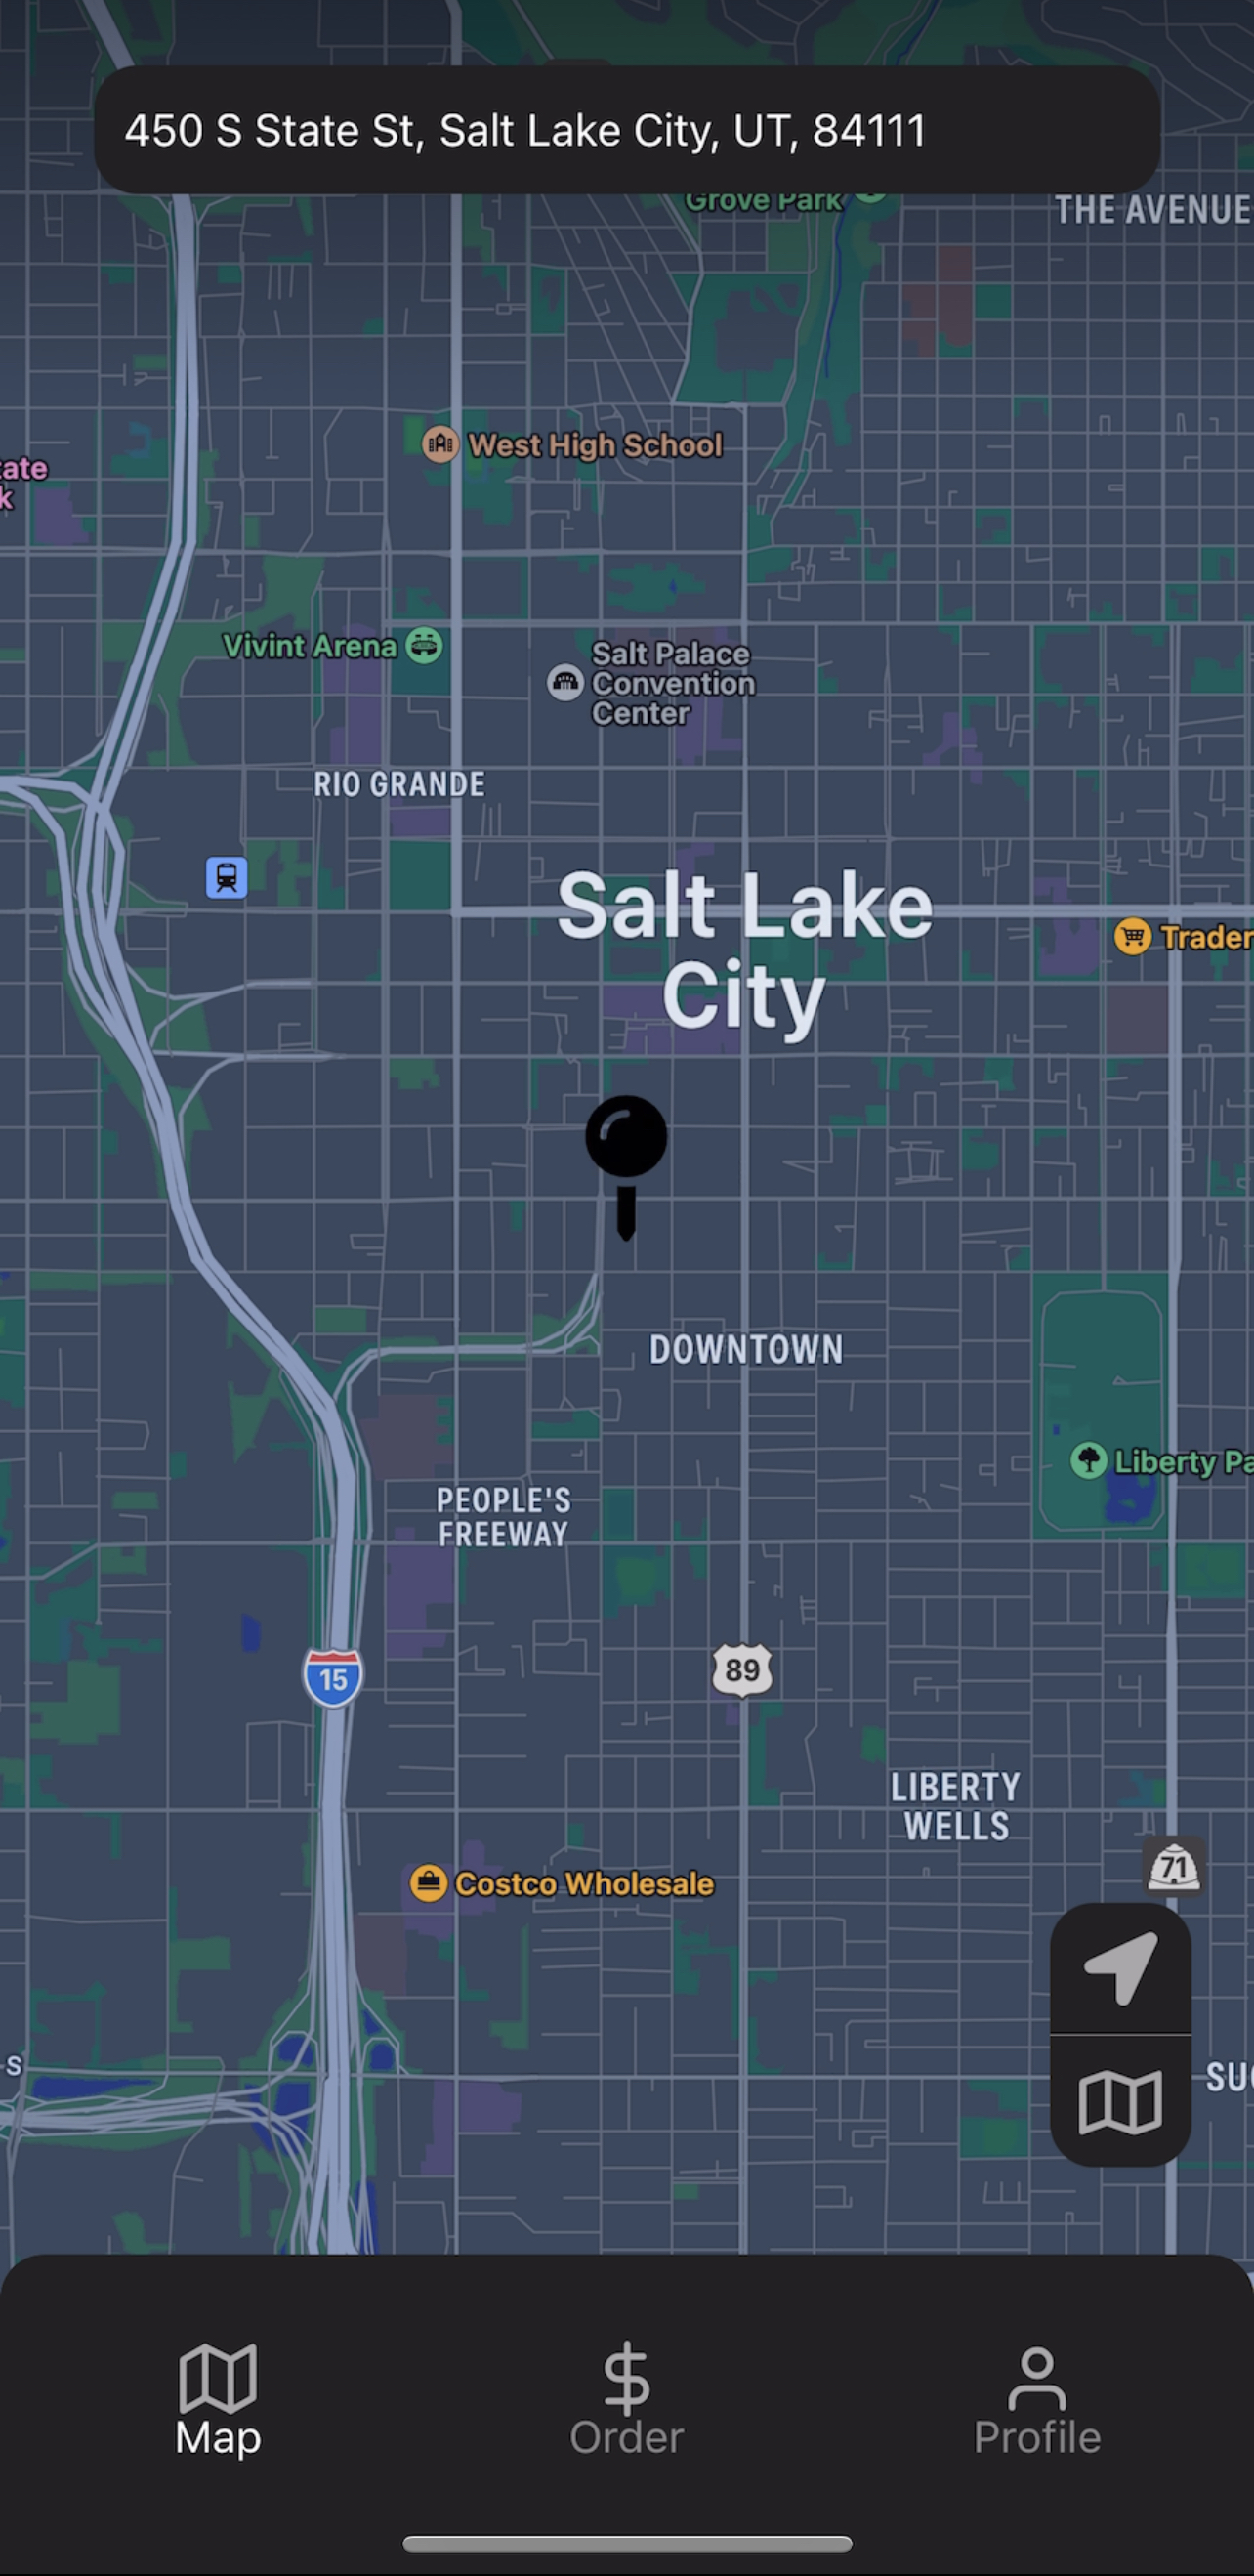 450 S State St, Salt Lake City, UT, 84111
Grove Park
THE AVENUE
West High School
ate
k
Vivint Arena
Salt Palace
Convention
Center
RIO GRANDE
Salt Lake
City
Trader
DOWNTOWN
Liberty Pa
PEOPLE'S
FREEWAY
15
89
LIBERTY
WELLS
71
Costco Wholesale
S
SU
Map
Order
Profile